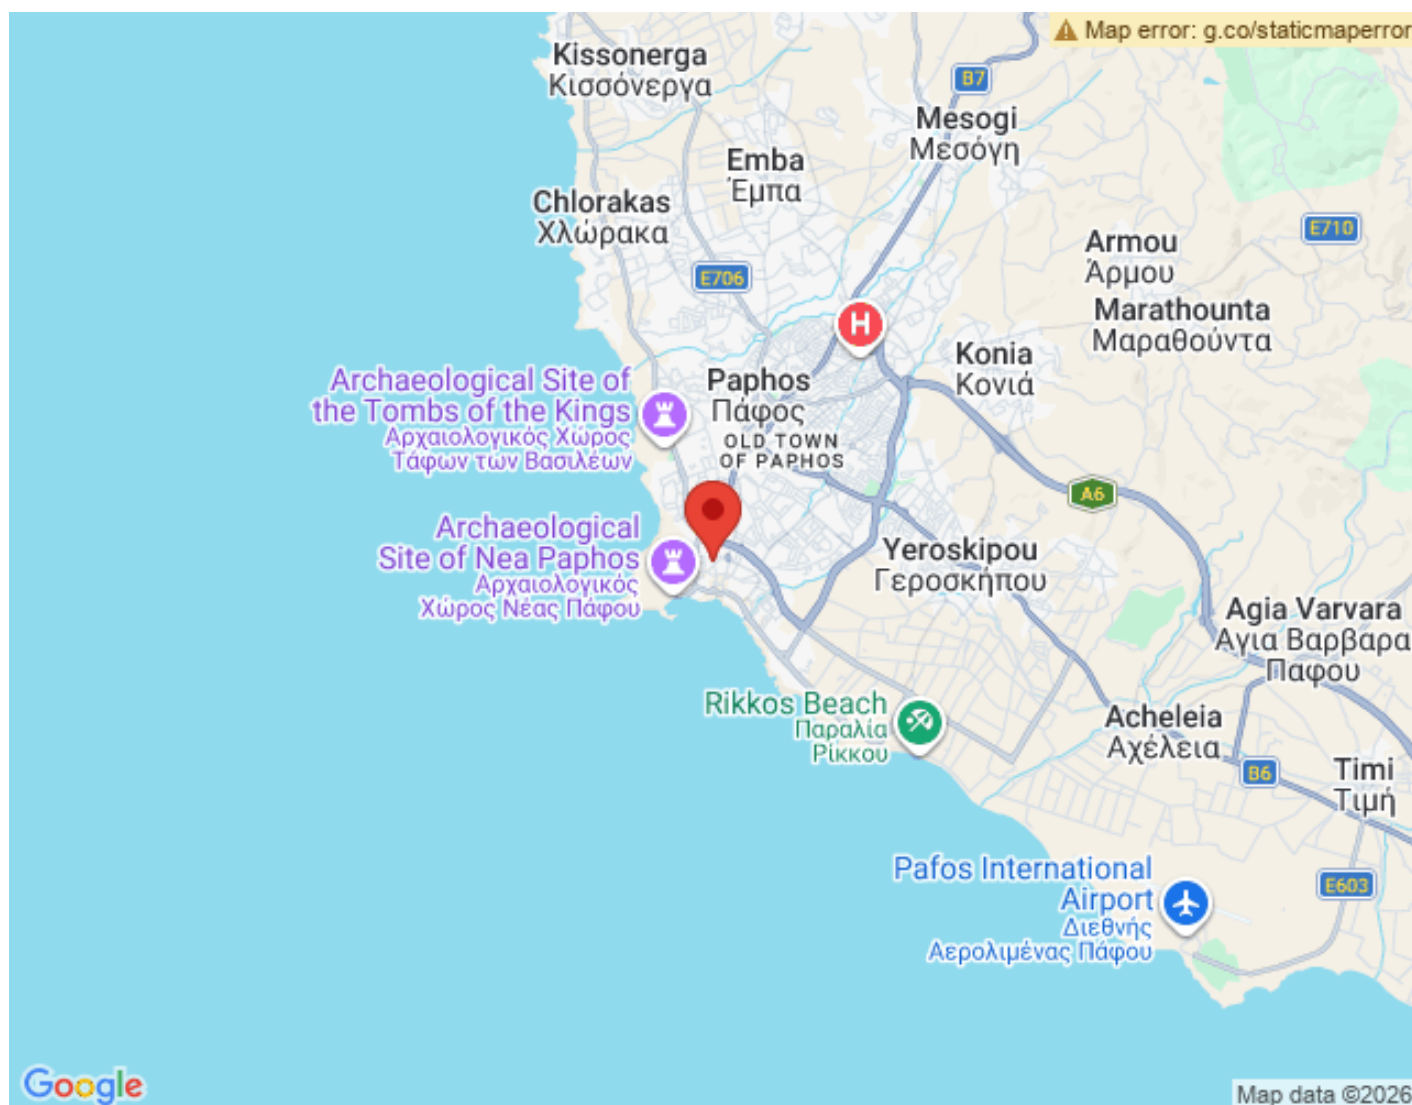 Map error: g.co/staticmaperror
Kissonerga
Κισσόνεργα
B7
Mesogi
Μεσόγη
Emba
Έμπα
Chlorakas
Χλώρακα
E710
Armou
Άρμου
E706
Marathounta
Μαραθούντα
H
Konia
Κονιά
Archaeological Site of
the Tombs of the Kings
Αρχαιολογικός Χώρος
Τάφων των Βασιλέων
Paphos
Πάφος
OLD TOWN
OF PAPHOS
A6
Archaeological
Site of Nea Paphos
Αρχαιολογικός
Χώρος Νέας Πάφου
Yeroskipou
Γεροσκήπου
Agia Varvara
Αγια Βαρβαρα
Παφου
Rikkos Beach
Παραλία
Ρίκκου
Acheleia
Αχέλεια
B6
Timi
Τιμή
Pafos International
Airport
Διεθνής
Αερολιμένας Πάφου
E603
Google
Map data ©2026